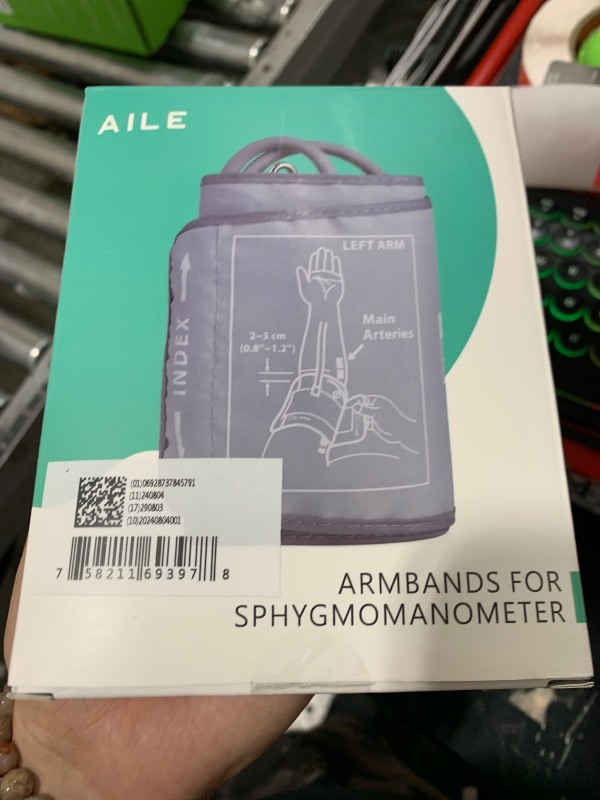 AILE
LEFT ARM
INDEX
Main
Arteries
2~3 cm
(0.8"~1.2")
(01)06928737845791
(11)240804
(17)290803
(10)20240804001
7 58211 69397 8
ARMBANDS FOR
SPHYGMOMANOMETER